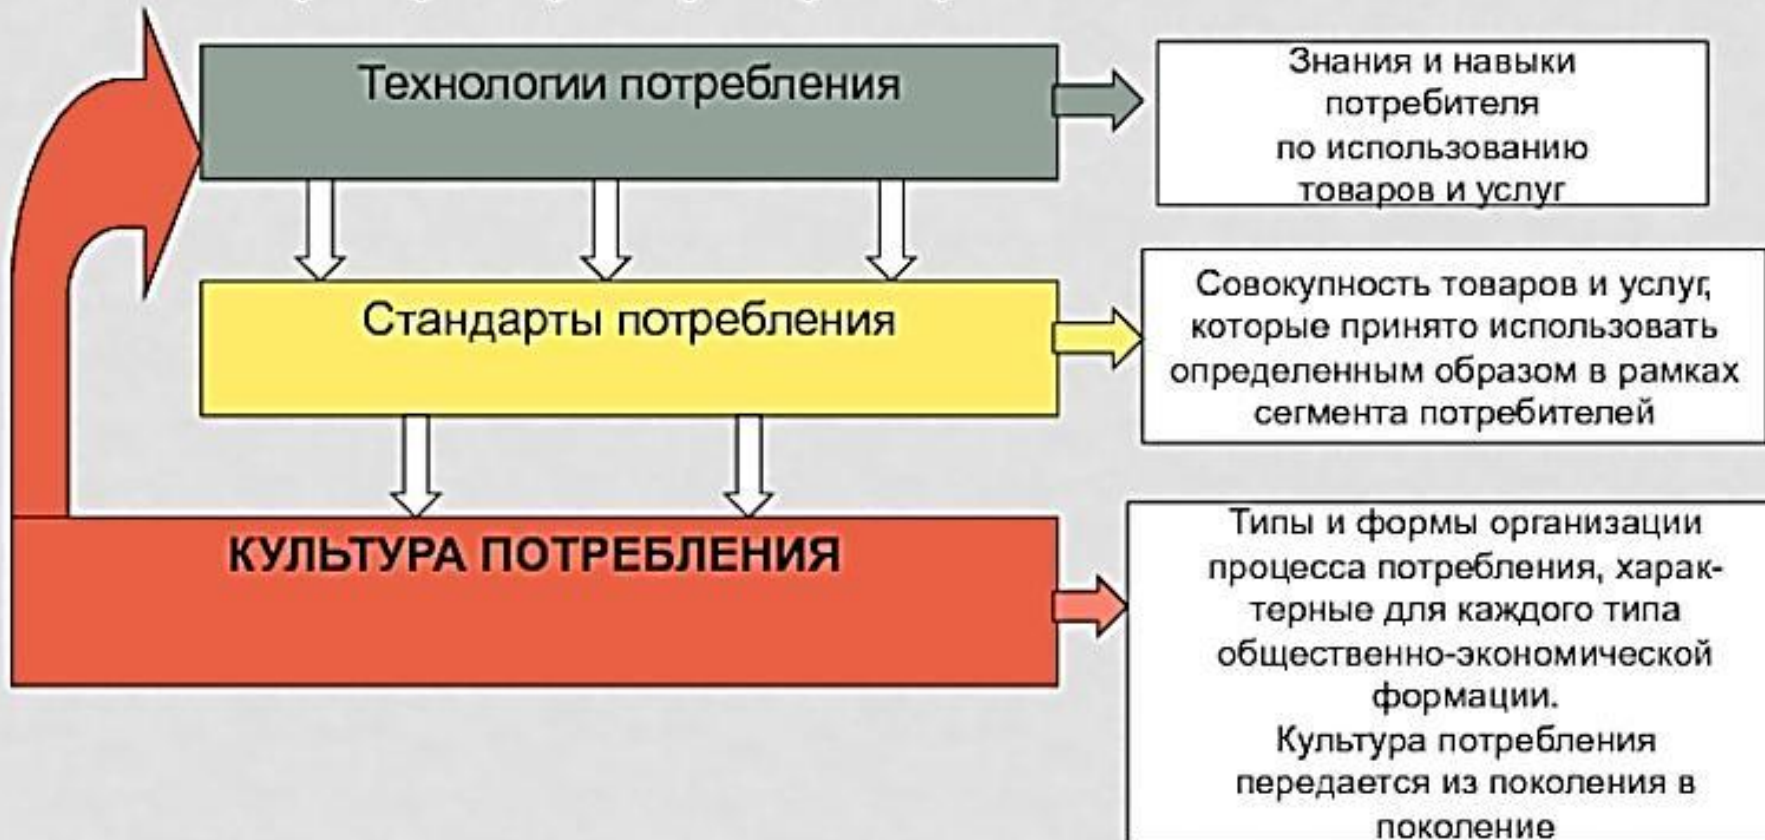 Технологии потребления
Знания и навыки
потребителя
по использованию
товаров и услуг
Стандарты потребления
Совокупность товаров и услуг,
которые принято использовать
определенным образом в рамках
сегмента потребителей
КУЛЬТУРА ПОТРЕБЛЕНИЯ
Типы и формы организации
процесса потребления, харак-
терные для каждого типа
общественно-экономической
формации.
Культура потребления
передается из поколения в
поколение